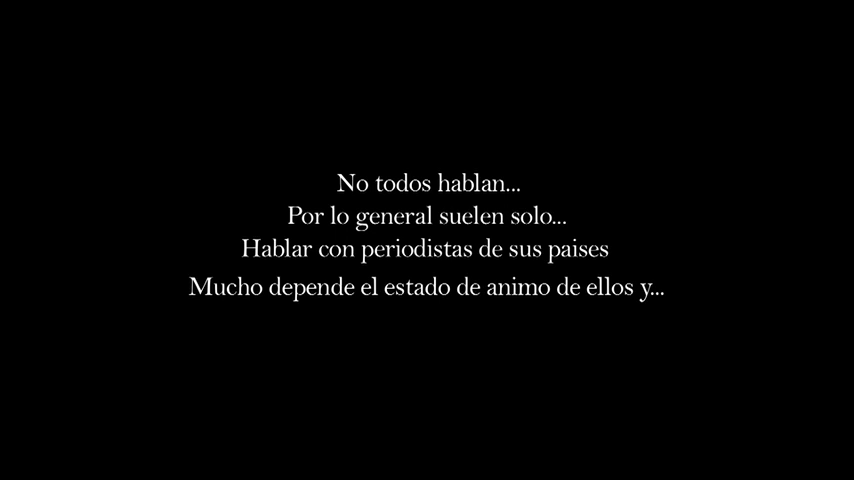 No todos hablan...
Por lo general suelen solo...
Hablar con periodistas de sus paises
Mucho depende el estado de animo de ellos y...